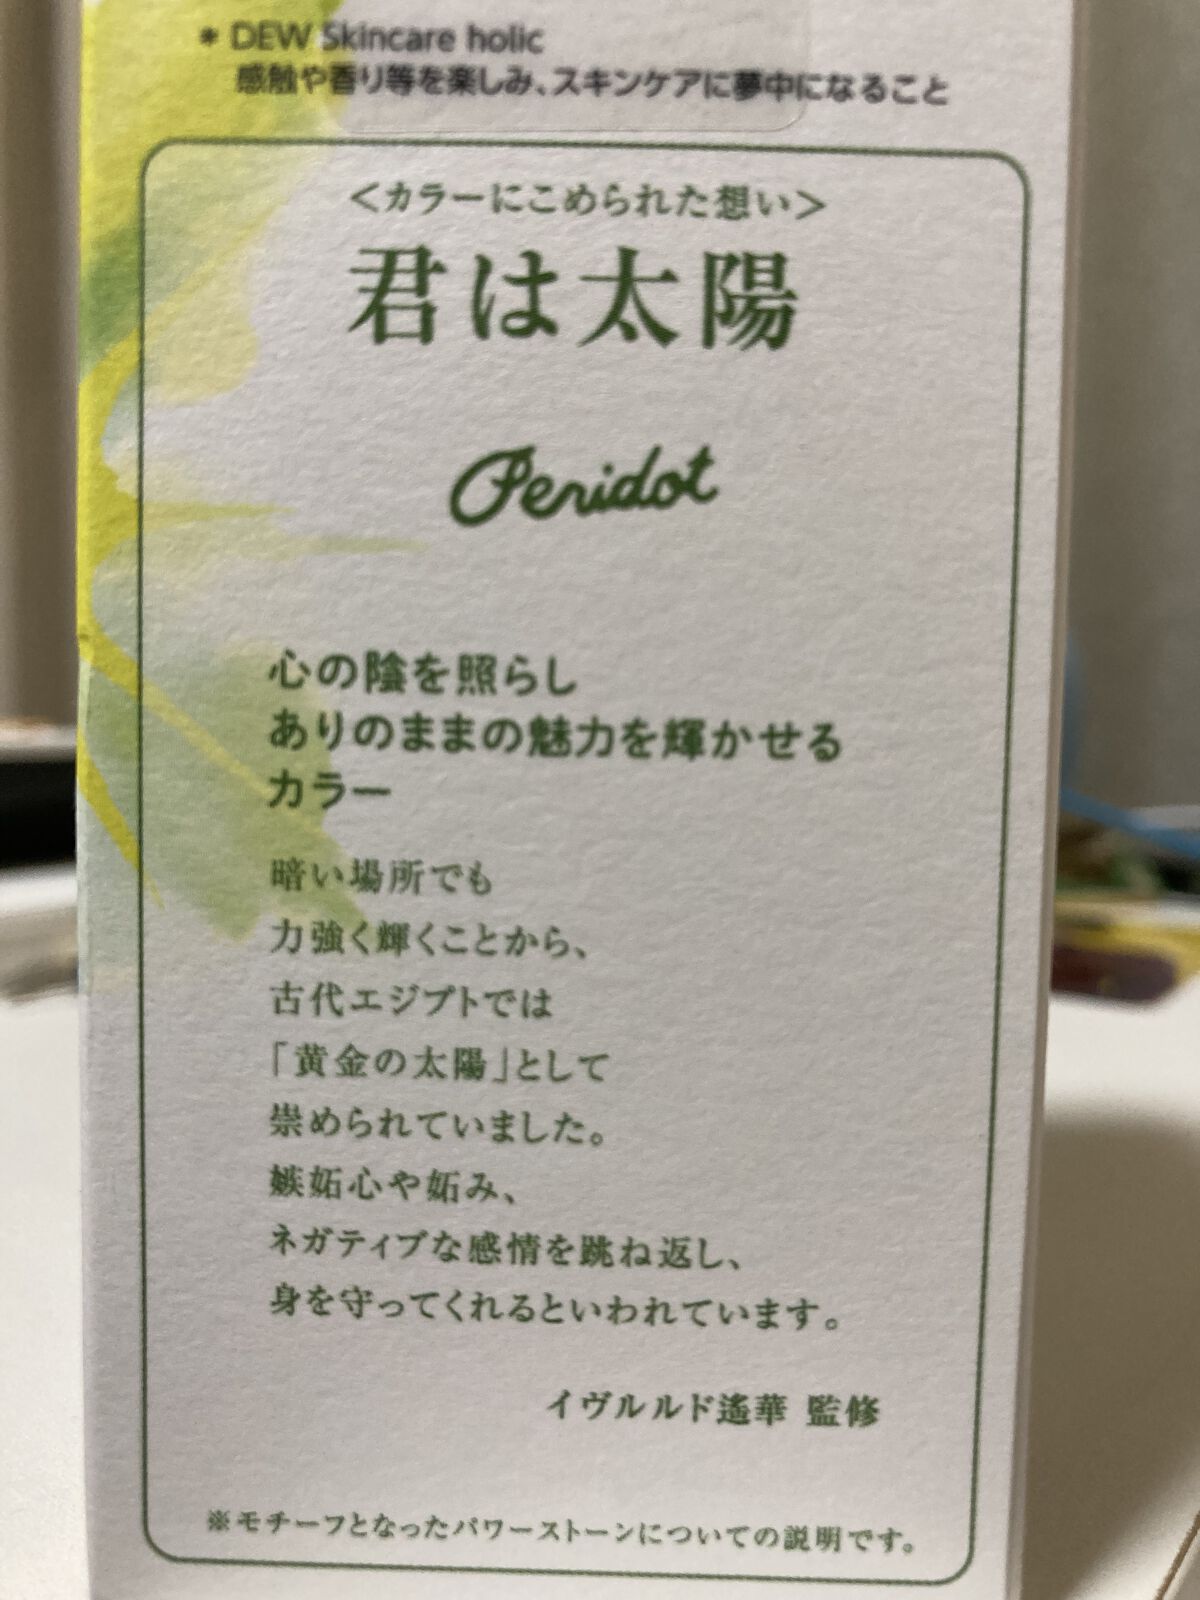 * DEW Skincare holic
感触や香り等を楽しみ、スキンケアに夢中になること
<カラーにこめられた想い>
君は太陽
Peridot
心の陰を照らし
ありのままの魅力を輝かせる
カラー
暗い場所でも
力強く輝くことから、
古代エジプトでは
「黄金の太陽」として
崇められていました。
嫉妬心や妬み、
ネガティブな感情を跳ね返し、
身を守ってくれるといわれています。
イヴルルド遙華 監修
※モチーフとなったパワーストーンについての説明です。